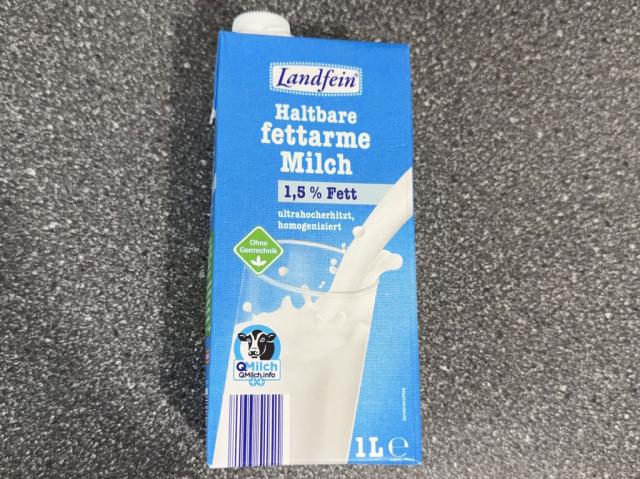 Landfein®
Haltbare
fettarme
Milch
1,5 % Fett
ultrahocherhitzt,
homogenisiert
Ohne
Gentechnik
QMilch
QMilch.info
1L e